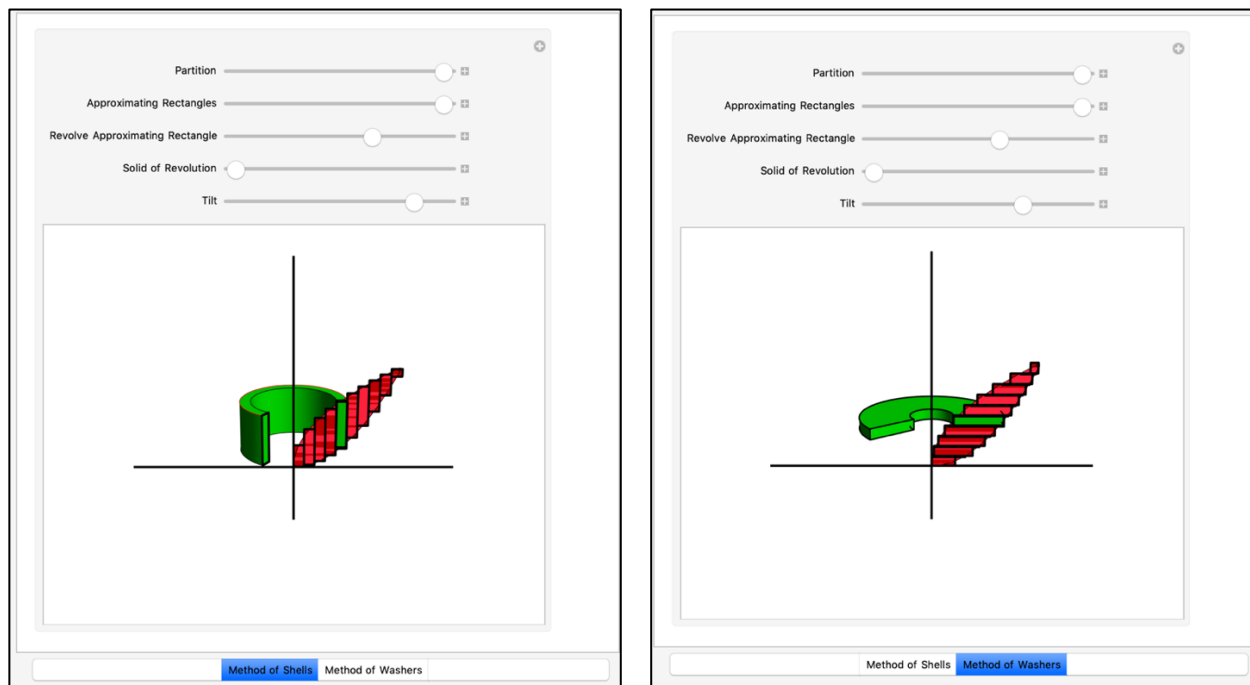 Partition
Approximating Rectangles
Revolve Approximating Rectangle
Solid of Revolution
Tilt
Method of Shells Method of Washers
Partition
Approximating Rectangles
Revolve Approximating Rectangle
Solid of Revolution
Tilt
Method of Shells Method of Washers